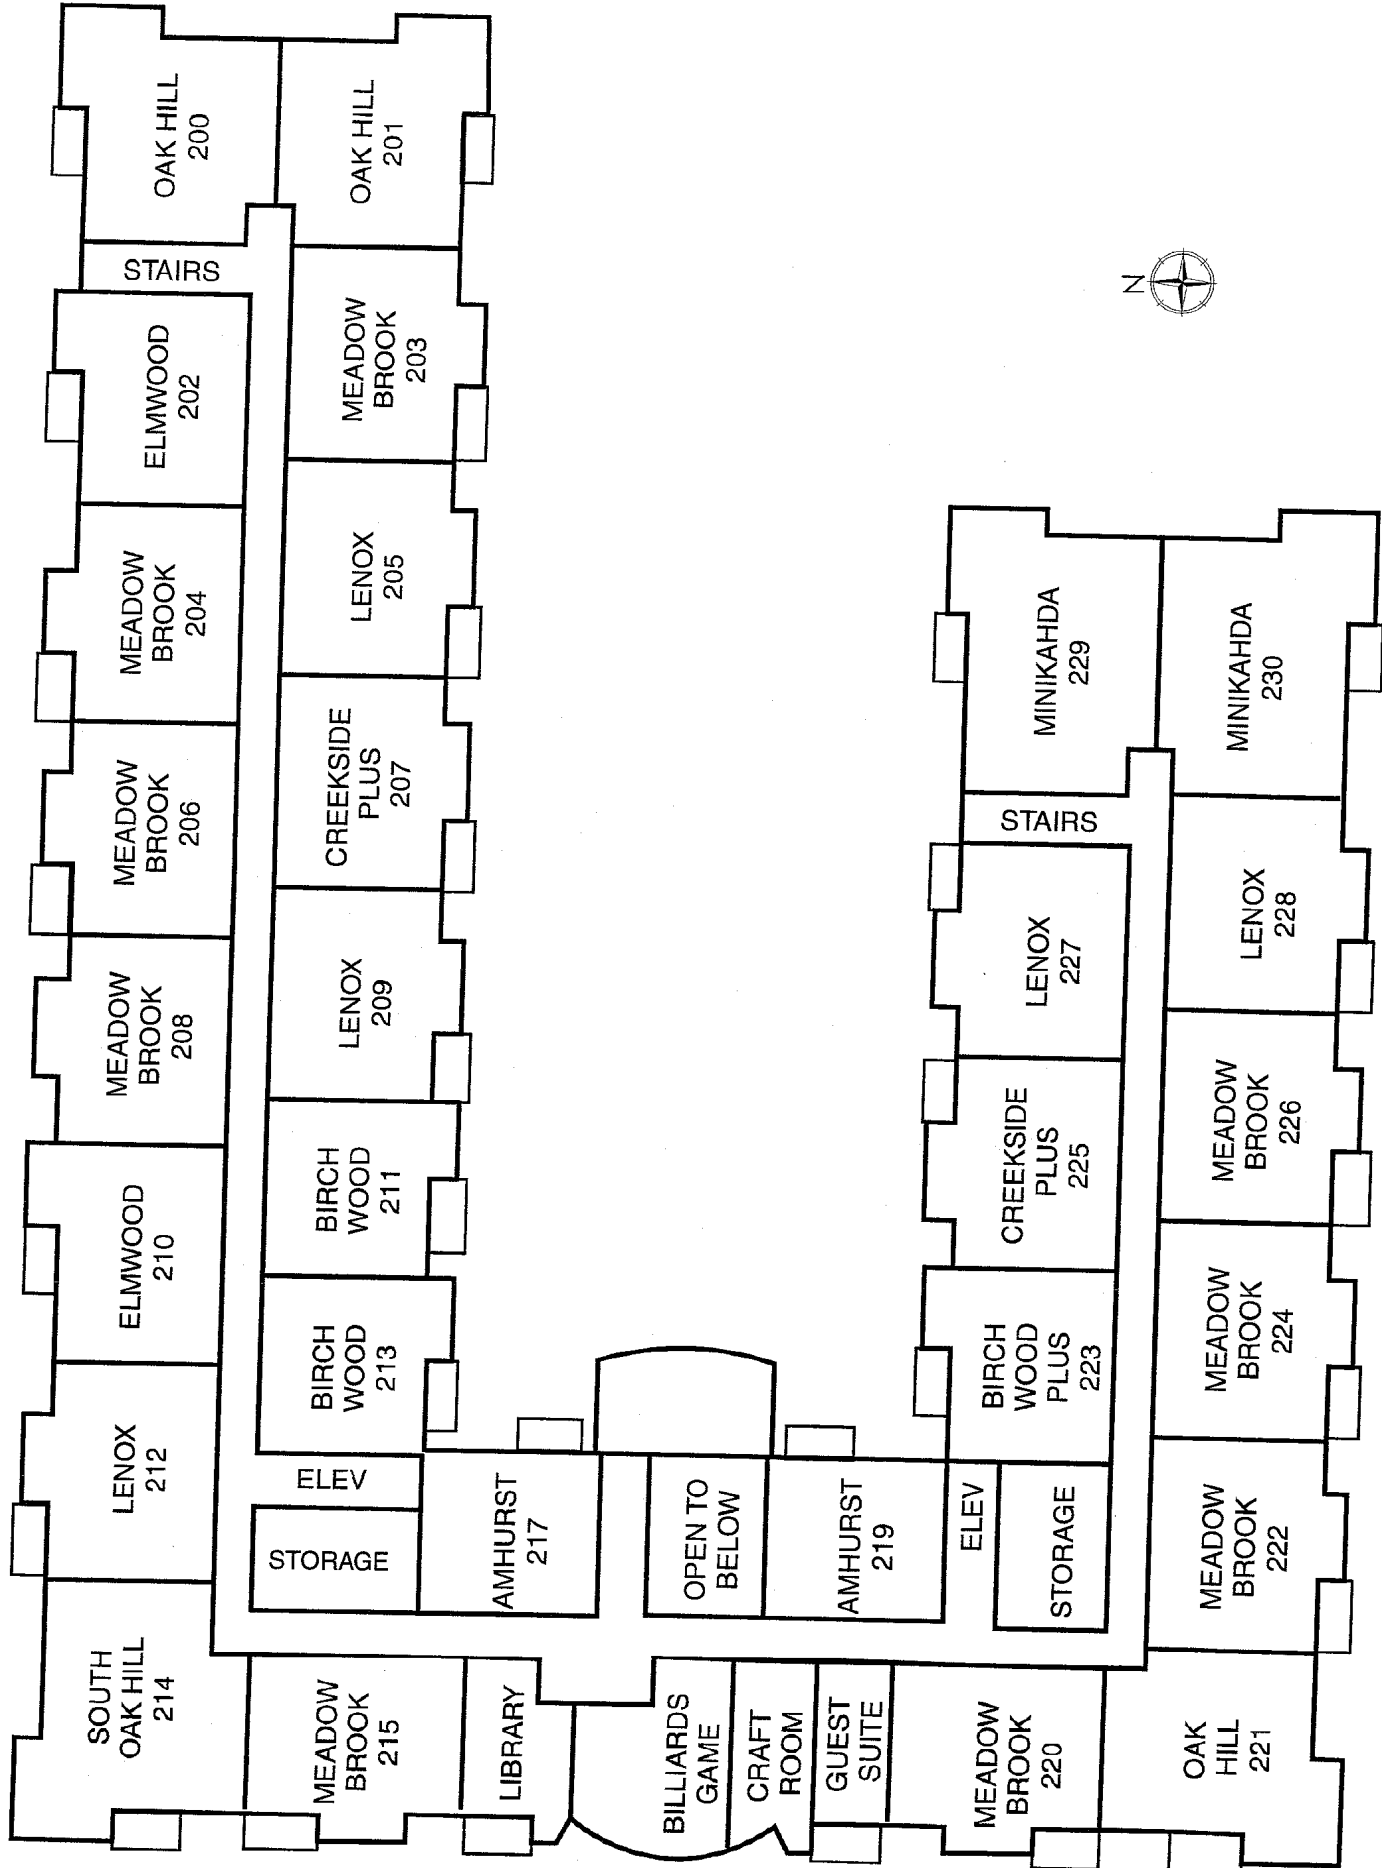 OAK HILL
200
OAK HILL
201
STAIRS
ELMWOOD
202
MEADOW
BROOK
203
MEADOW
BROOK
204
LENOX
205
MEADOW
BROOK
206
CREEKSIDE
PLUS
207
MEADOW
BROOK
208
LENOX
209
ELMWOOD
210
BIRCH
WOOD
211
LENOX
212
BIRCH
WOOD
213
ELEV
STORAGE
SOUTH
OAK HILL
214
MEADOW
BROOK
215
LIBRARY
AMHURST
217
OPEN TO
BELOW
AMHURST
219
BILLIARDS
GAME
CRAFT
ROOM
GUEST
SUITE
MEADOW
BROOK
220
OAK
HILL
221
ELEV
STORAGE
MEADOW
BROOK
222
BIRCH
WOOD
PLUS
223
MEADOW
BROOK
224
CREEKSIDE
PLUS
225
MEADOW
BROOK
226
LENOX
227
LENOX
228
STAIRS
MINIKAHDA
229
MINIKAHDA
230
N